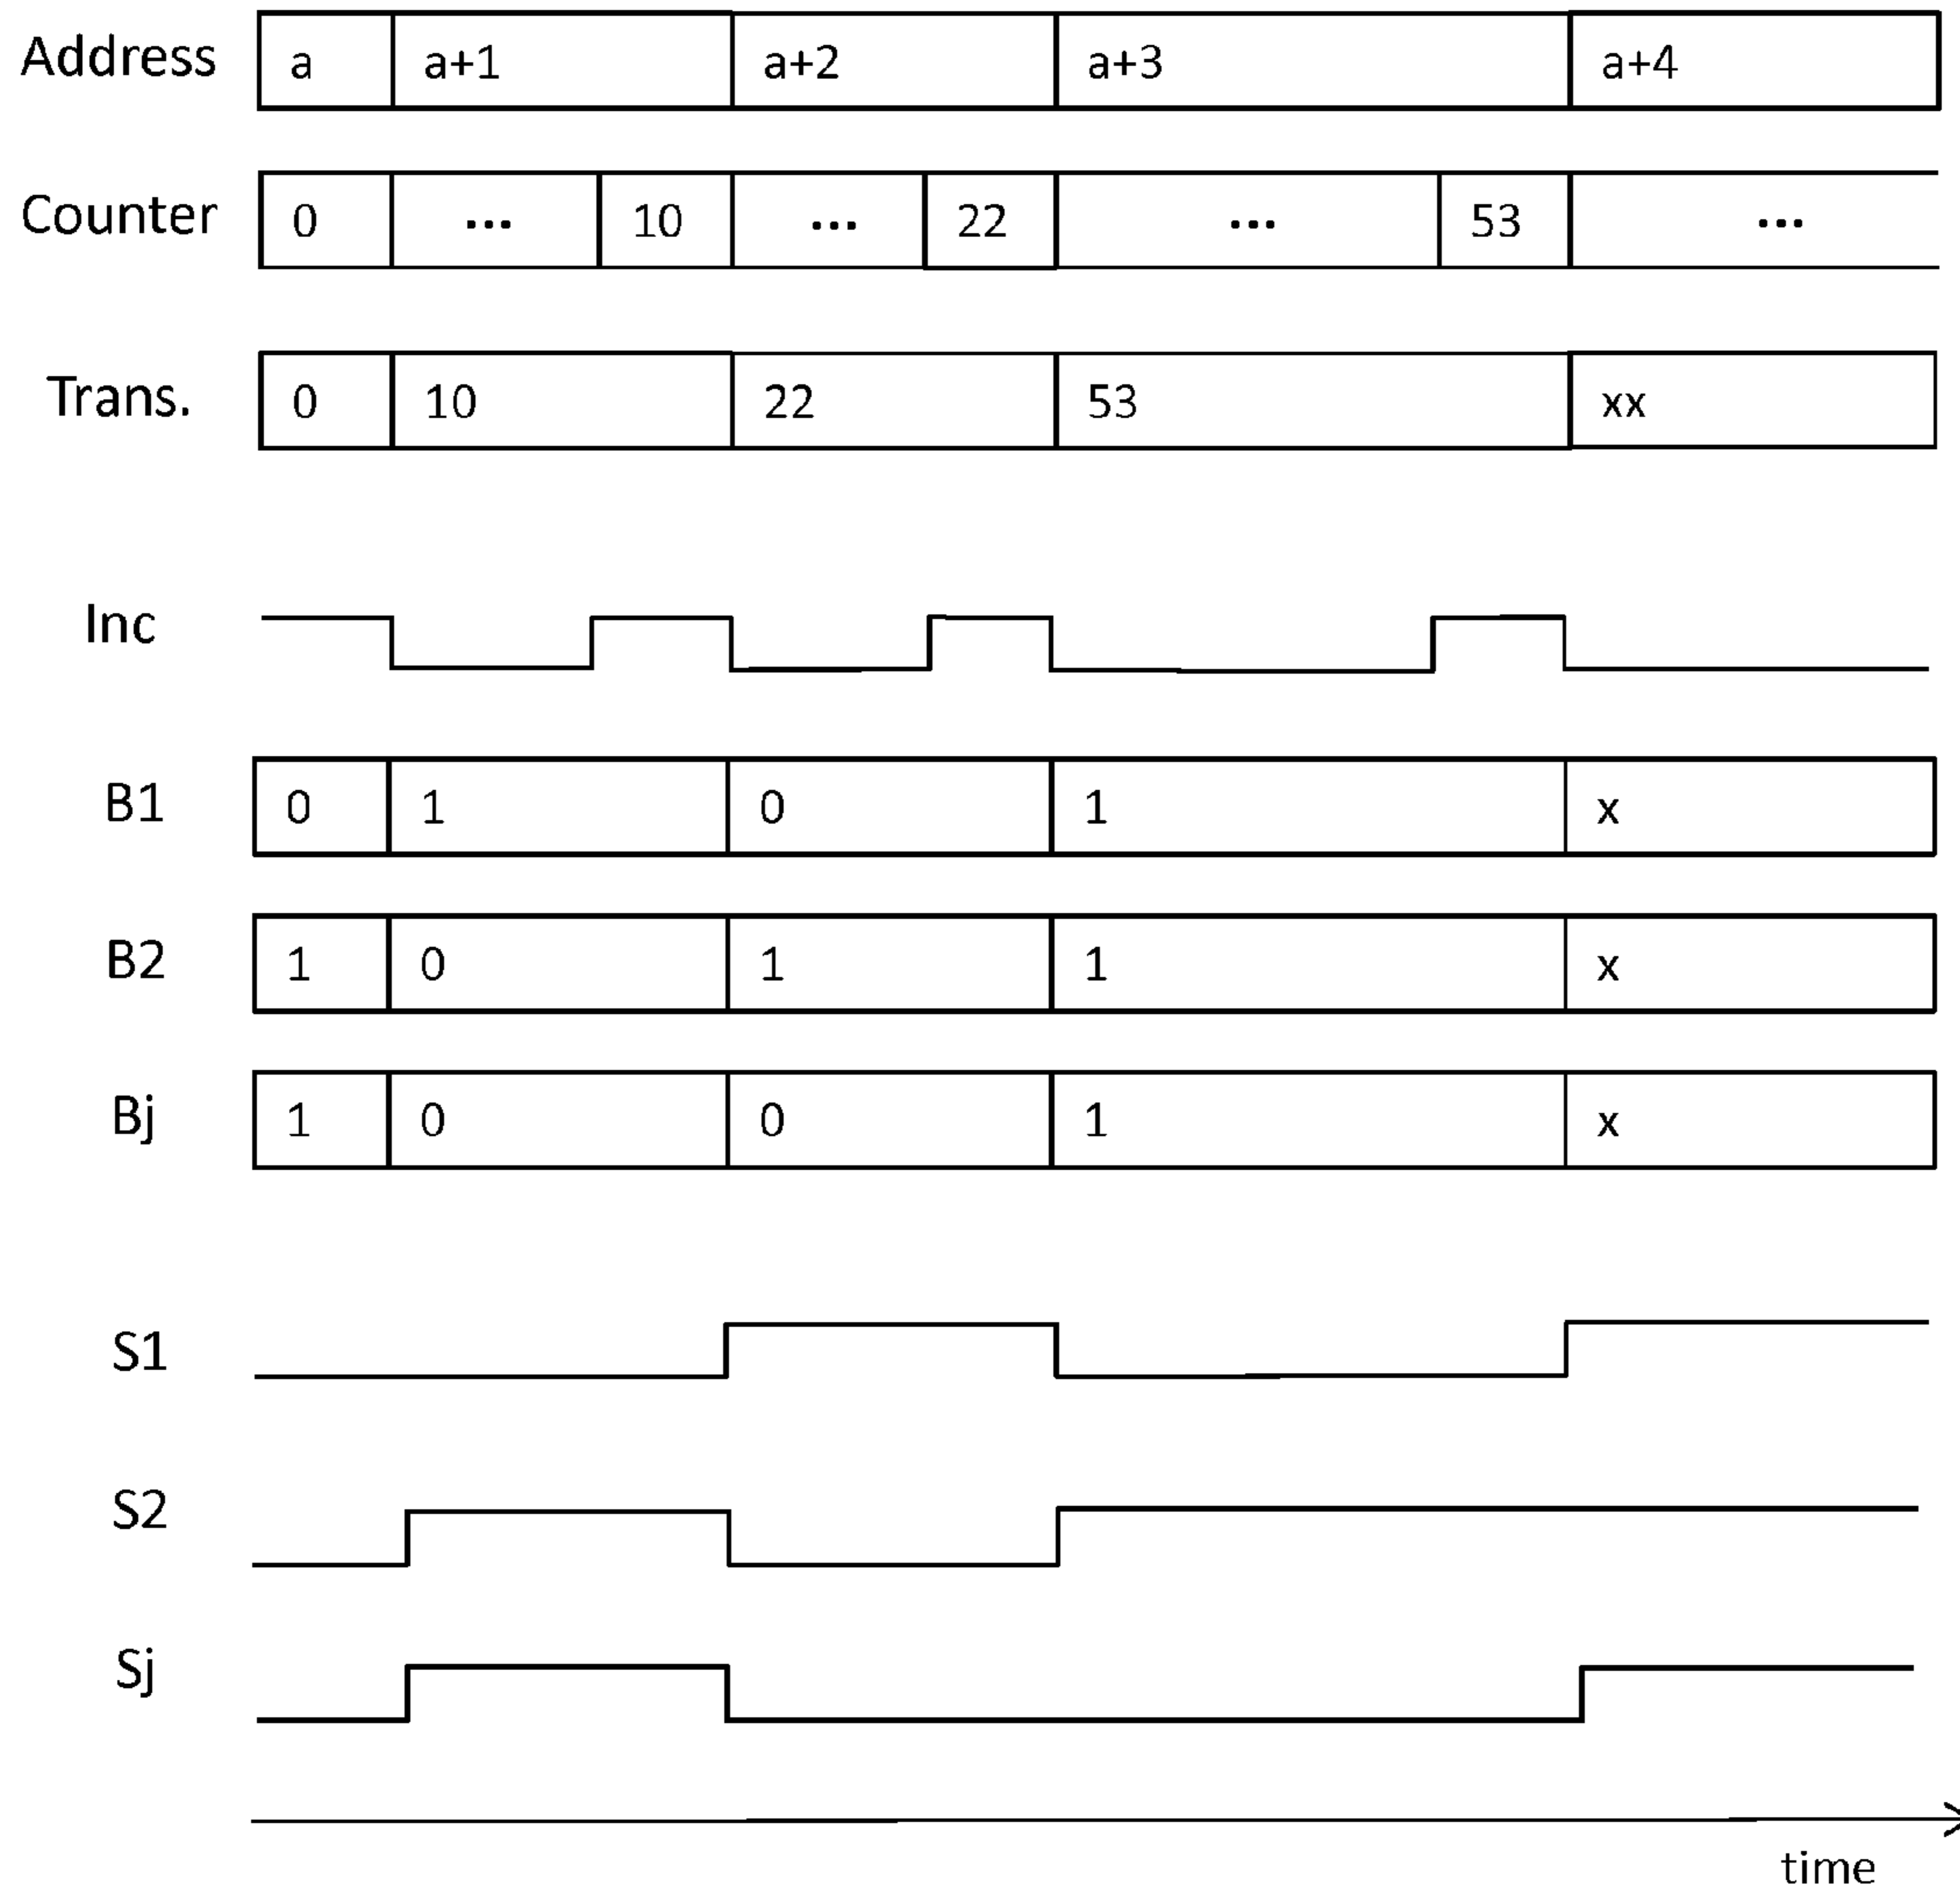 Address a a+1 a+2 a+3 a+4
Counter 0 ... 10 ... 22 ... 53 ...
Trans. 0 10 22 53 xx
Inc
B1 0 1 0 1 x
B2 1 0 1 1 x
Bj 1 0 0 1 x
S1
S2
Sj
time